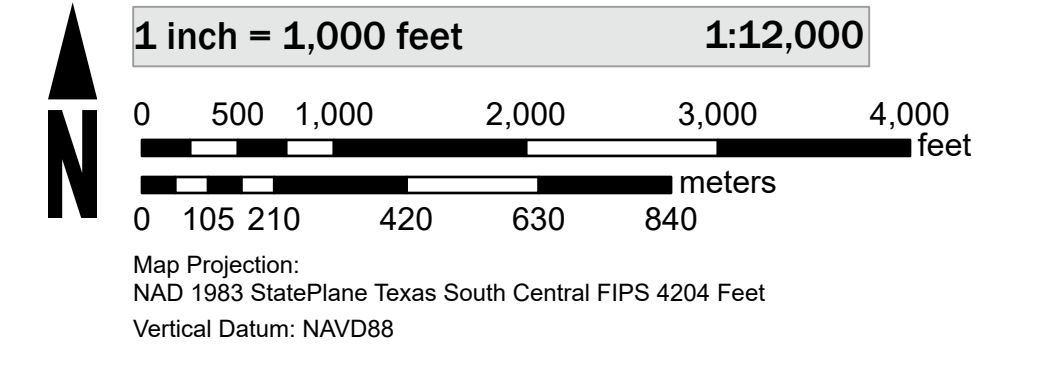 1 inch = 1,000 feet 1:12,000
0 500 1,000 2,000 3,000 4,000
feet
meters
0 105 210 420 630 840
N
Map Projection:
NAD 1983 StatePlane Texas South Central FIPS 4204 Feet
Vertical Datum: NAVD88